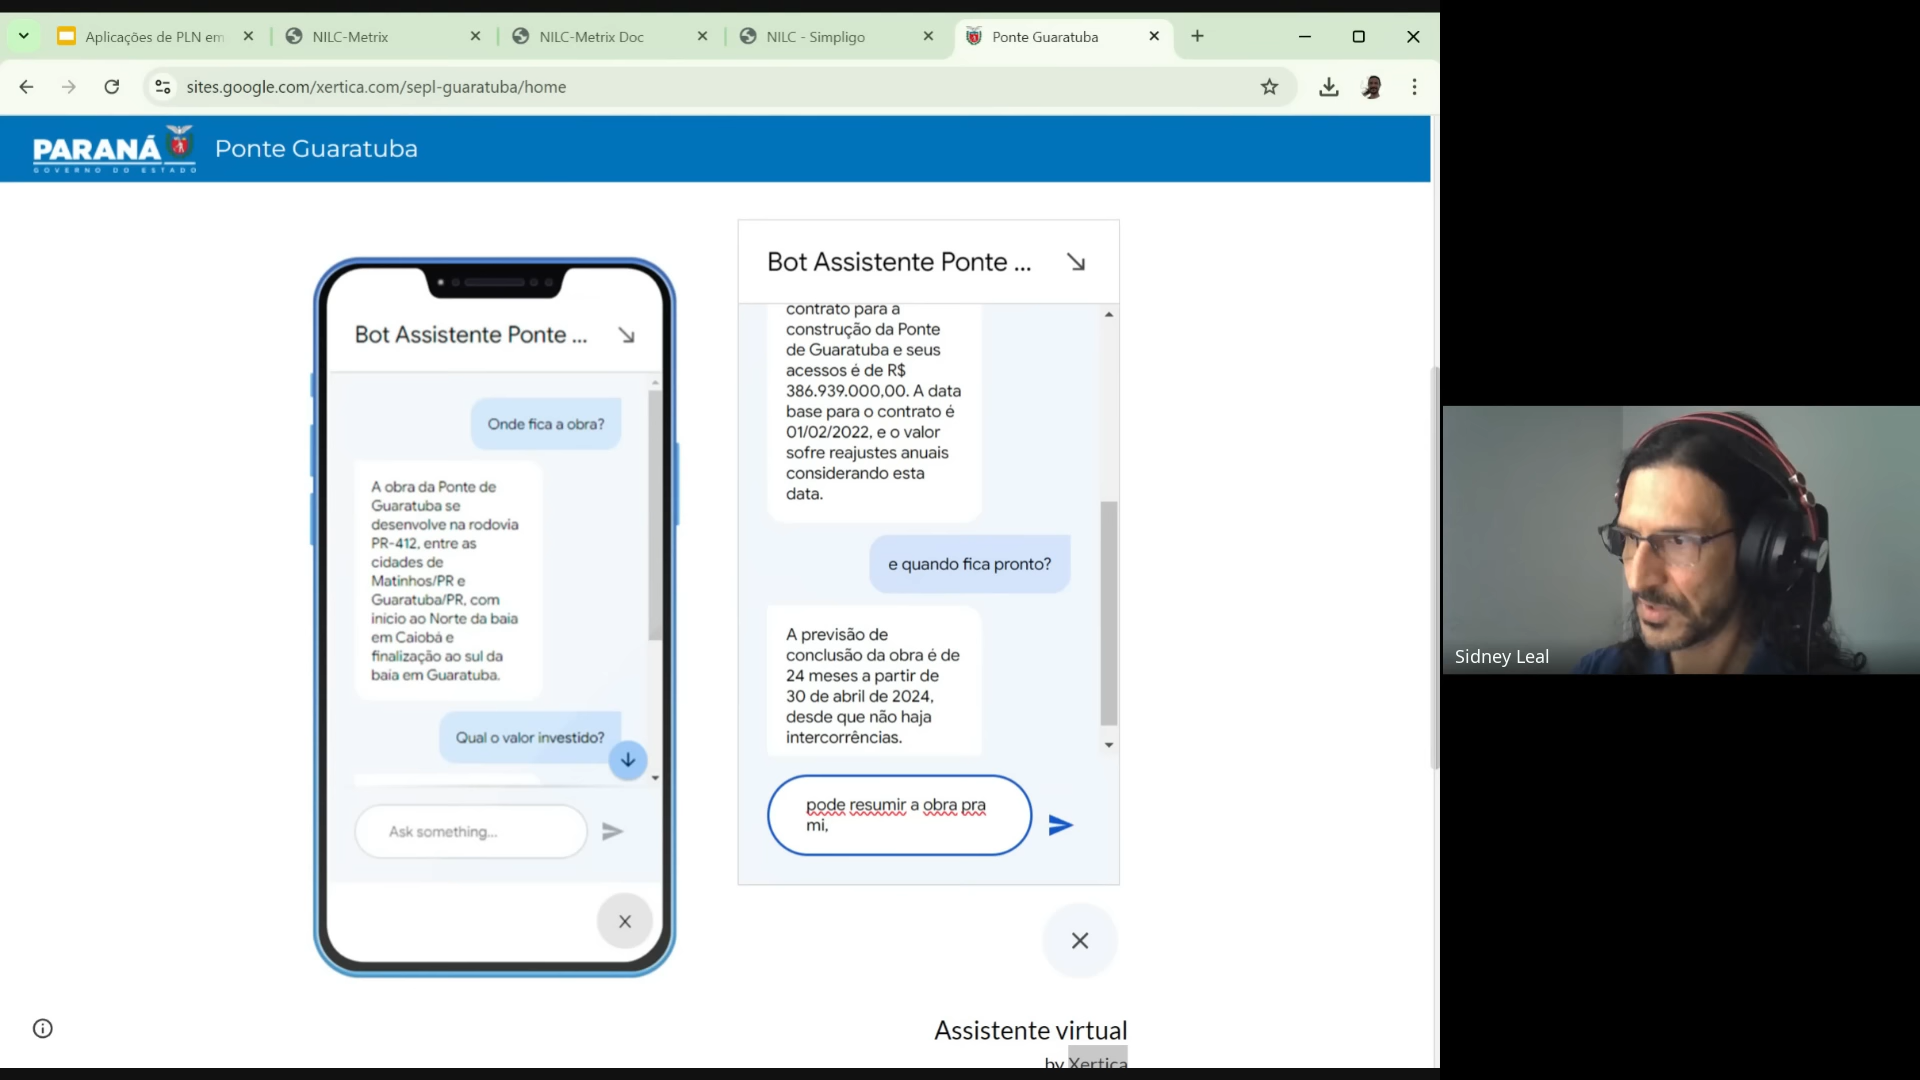 Aplicações de PLN em
NILC-Metrix
NILC-Metrix Doc
NILC - Simpligo
Ponte Guaratuba
sites.google.com/xertica.com/sepl-guaratuba/home
PARANÁ
GOVERNO DO ESTADO
Ponte Guaratuba
Bot Assistente Ponte ...
Onde fica a obra?
A obra da Ponte de
Guaratuba se
desenvolve na rodovia
PR-412, entre as
cidades de
Matinhos/PR e
Guaratuba/PR, com
início ao Norte da baía
em Caiobá e
finalização ao sul da
baía em Guaratuba.
Qual o valor investido?
Ask something...
X
Bot Assistente Ponte ...
contrato para a
construção da Ponte
de Guaratuba e seus
acessos é de R$
386.939.000,00. A data
base para o contrato é
01/02/2022, e o valor
sofre reajustes anuais
considerando esta
data.
e quando fica pronto?
A previsão de
conclusão da obra é de
24 meses a partir de
30 de abril de 2024,
desde que não haja
intercorrências.
pode resumir a obra pra
mi,
Assistente virtual
by Xertica
Sidney Leal